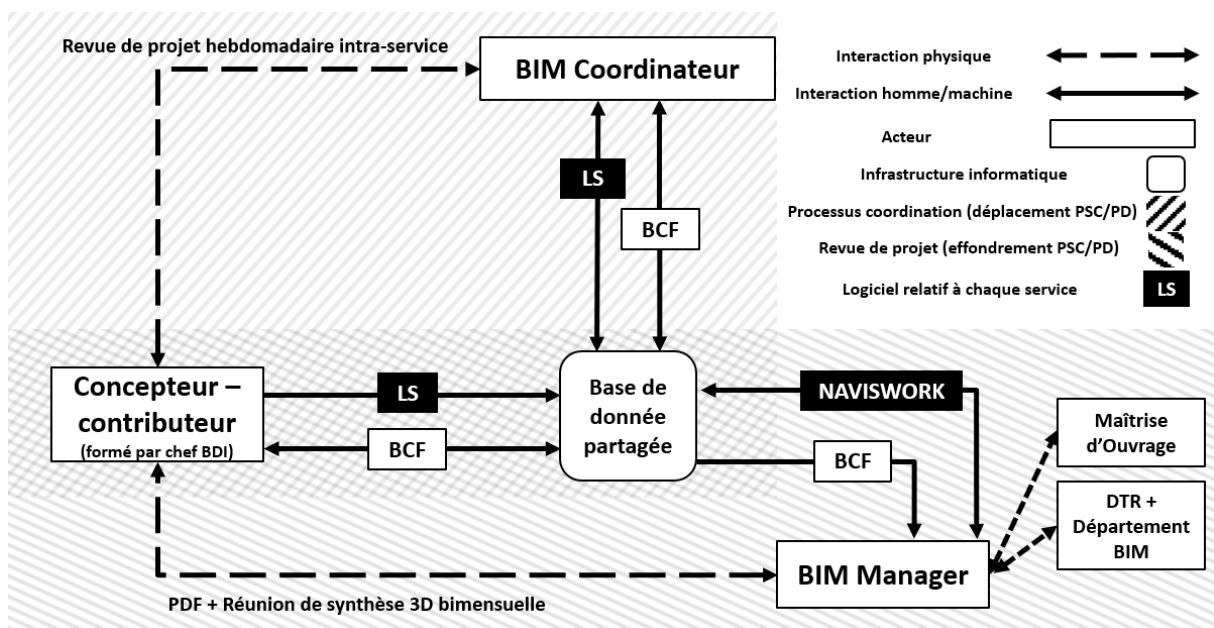 Revue de projet hebdomadaire intra-service
BIM Coordinateur
LS
BCF
Interaction physique
Interaction homme/machine
Acteur
Infrastructure informatique
Processus coordination (déplacement PSC/PD)
Revue de projet (effondrement PSC/PD)
Logiciel relatif à chaque service
LS
Concepteur –
contributeur
(formé par chef BDI)
LS
BCF
Base de
donnée
partagée
NAVISWORK
BCF
Maîtrise
d'Ouvrage
DTR +
Département
BIM
BIM Manager
PDF + Réunion de synthèse 3D bimensuelle